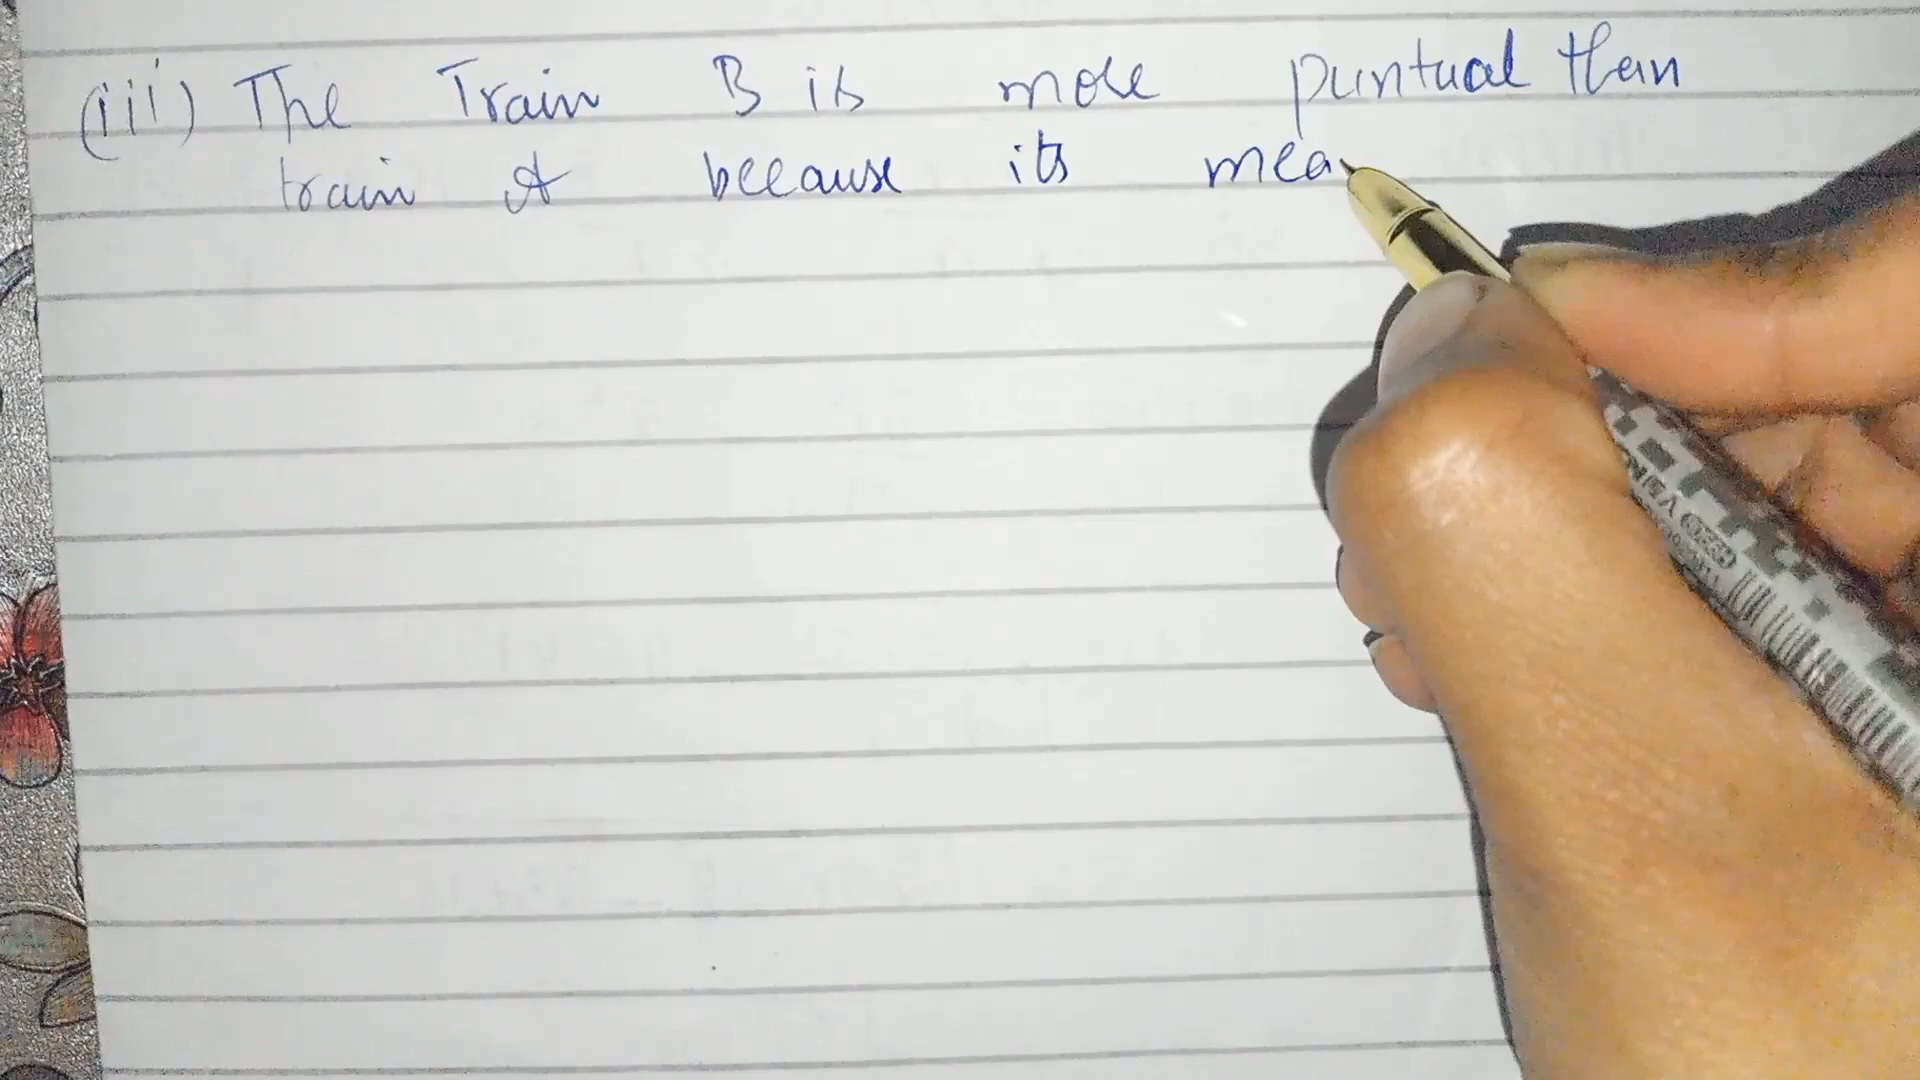 (iii) The Train B is more puntual than
train A because its mea